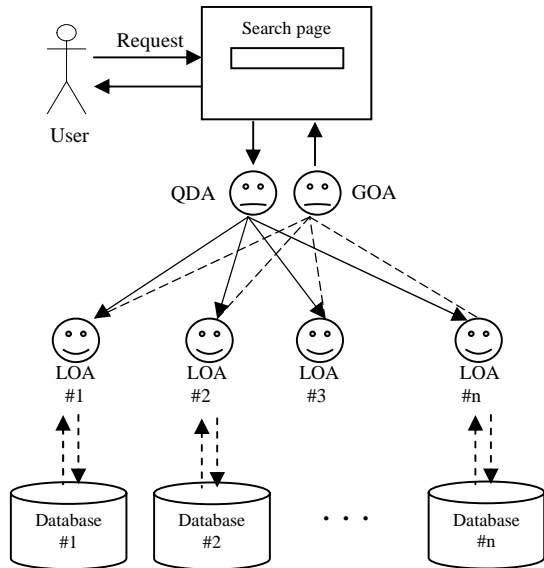 Search page
Request
User
QDA
GOA
LOA
#1
LOA
#2
LOA
#3
LOA
#n
Database
#1
Database
#2
. . .
Database
#n